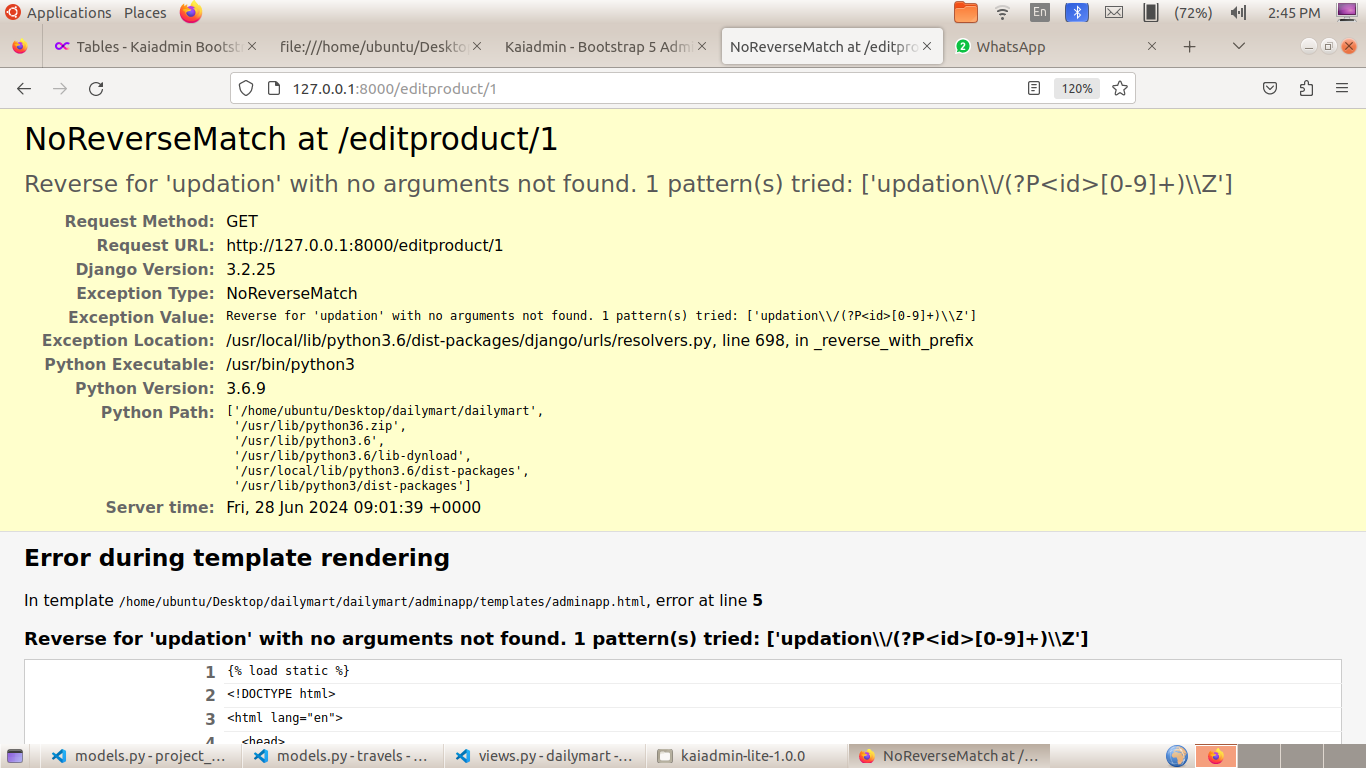 Applications Places En (72%) 2:45 PM
Tables - Kaiadmin Bootst file:///home/ubuntu/Deskto Kaiadmin - Bootstrap 5 Admi NoReverseMatch at /editpro 2 WhatsApp
127.0.0.1:8000/editproduct/1 120%
NoReverseMatch at /editproduct/1
Reverse for 'updation' with no arguments not found. 1 pattern(s) tried: ['updation\\/(?P<id>[0-9]+)\\Z']
Request Method: GET
Request URL: http://127.0.0.1:8000/editproduct/1
Django Version: 3.2.25
Exception Type: NoReverseMatch
Exception Value: Reverse for 'updation' with no arguments not found. 1 pattern(s) tried: ['updation\\/(?P<id>[0-9]+)\\Z']
Exception Location: /usr/local/lib/python3.6/dist-packages/django/urls/resolvers.py, line 698, in _reverse_with_prefix
Python Executable: /usr/bin/python3
Python Version: 3.6.9
Python Path: ['/home/ubuntu/Desktop/dailymart/dailymart',
'/usr/lib/python36.zip',
'/usr/lib/python3.6',
'/usr/lib/python3.6/lib-dynload',
'/usr/local/lib/python3.6/dist-packages',
'/usr/lib/python3/dist-packages']
Server time: Fri, 28 Jun 2024 09:01:39 +0000
Error during template rendering
In template /home/ubuntu/Desktop/dailymart/dailymart/adminapp/templates/adminapp.html, error at line 5
Reverse for 'updation' with no arguments not found. 1 pattern(s) tried: ['updation\\/(?P<id>[0-9]+)\\Z']
1 {% load static %}
2 <!DOCTYPE html>
3 <html lang="en">
4 <head>
models.py - project_... models.py - travels - ... views.py - dailymart -... kaiadmin-lite-1.0.0 NoReverseMatch at /...